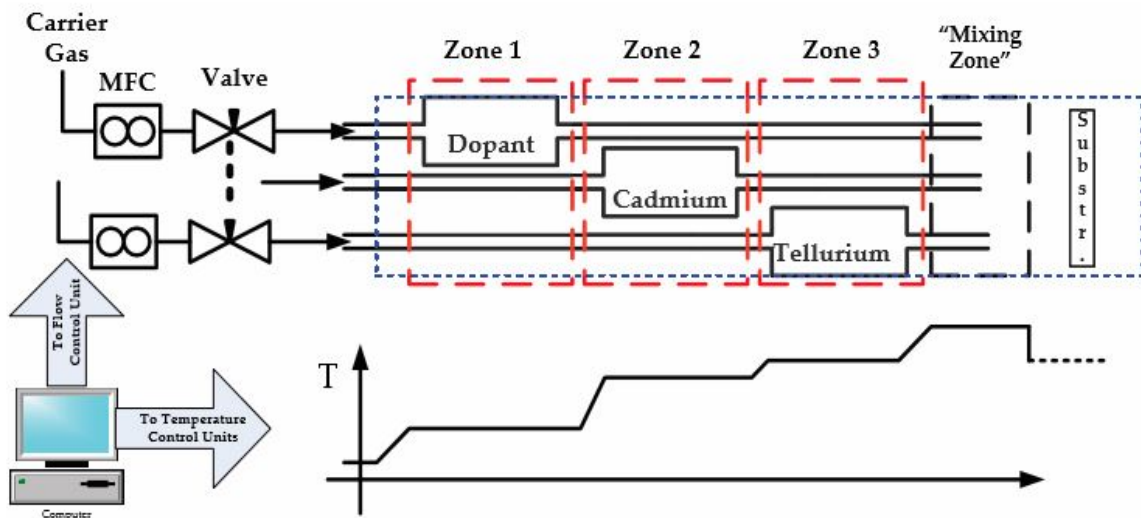 Carrier
Gas
MFC
Valve
Zone 1
Zone 2
Zone 3
“Mixing
Zone”
Dopant
Cadmium
Tellurium
Substr.
To Flow
Control Unit
T
To Temperature
Control Units
Computer